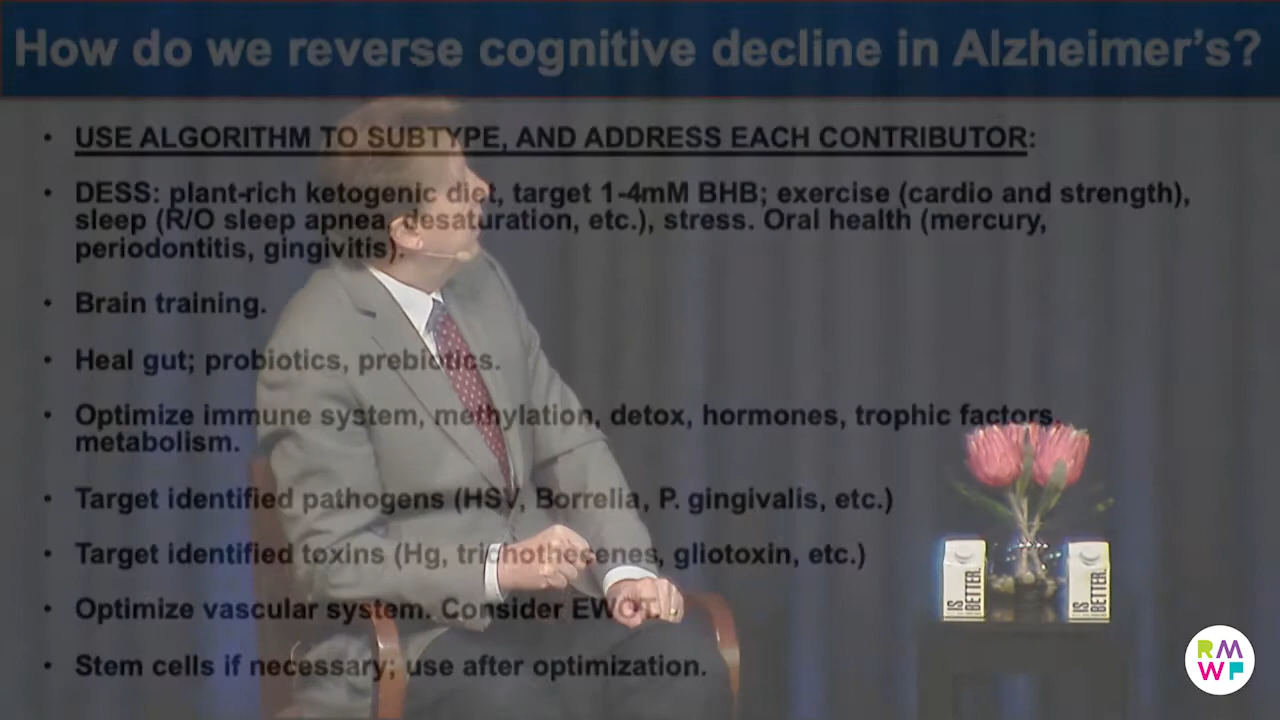 How do we reverse cognitive decline in Alzheimer's?
• USE ALGORITHM TO SUBTYPE, AND ADDRESS EACH CONTRIBUTOR:
• DESS: plant-rich ketogenic diet, target 1-4mM BHB; exercise (cardio and strength),
sleep (R/O sleep apnea, desaturation, etc.), stress. Oral health (mercury,
periodontitis, gingivitis).
• Brain training.
• Heal gut; probiotics, prebiotics.
• Optimize immune system, methylation, detox, hormones, trophic factors,
metabolism.
• Target identified pathogens (HSV, Borrelia, P. gingivalis, etc.)
• Target identified toxins (Hg, trichothecenes, gliotoxin, etc.)
• Optimize vascular system. Consider EWOT.
• Stem cells if necessary; use after optimization.
IS
BETTER.
IS
BETTER.
RM
WP